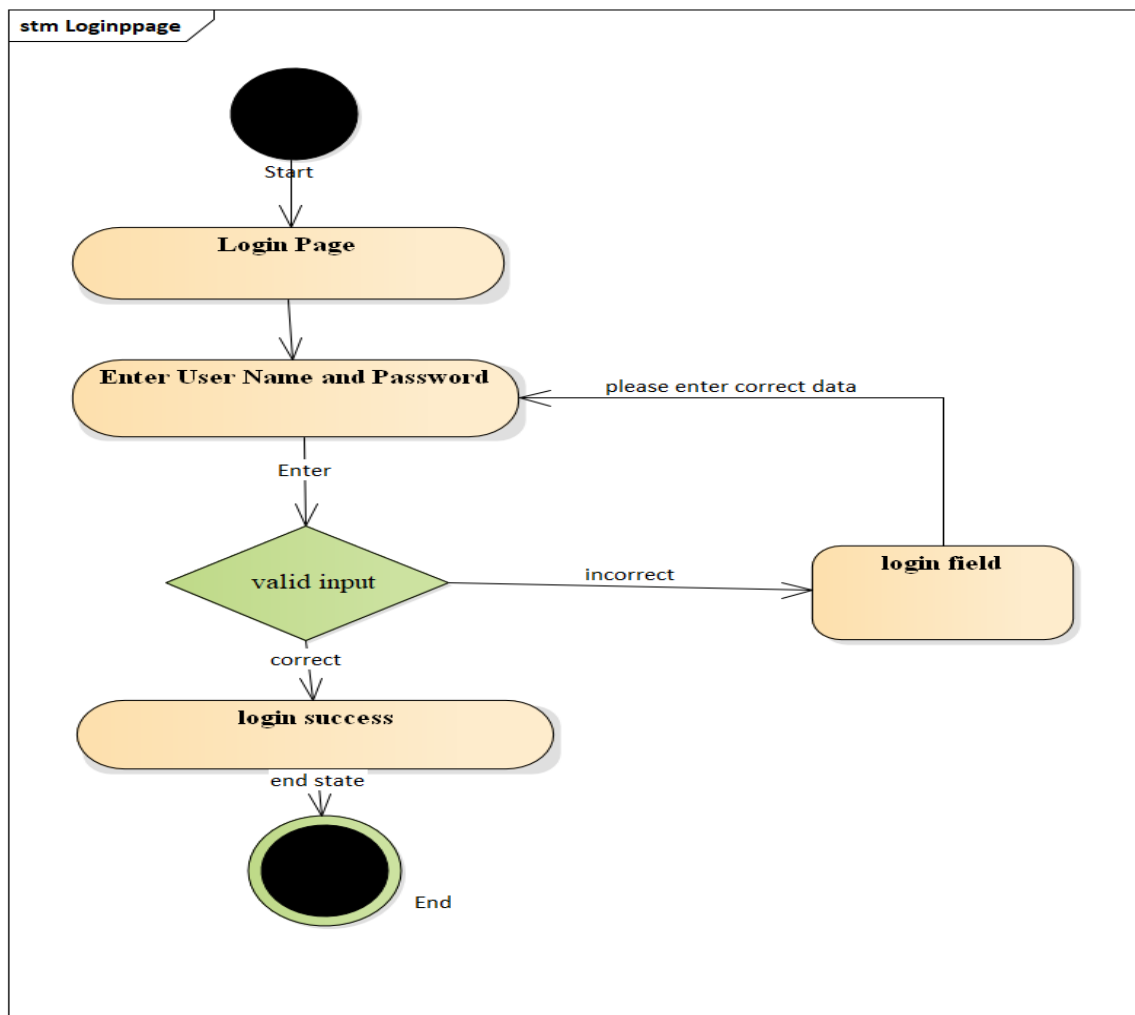 stm Loginppage
Start
Login Page
Enter User Name and Password
please enter correct data
Enter
valid input
incorrect
login field
correct
login success
end state
End